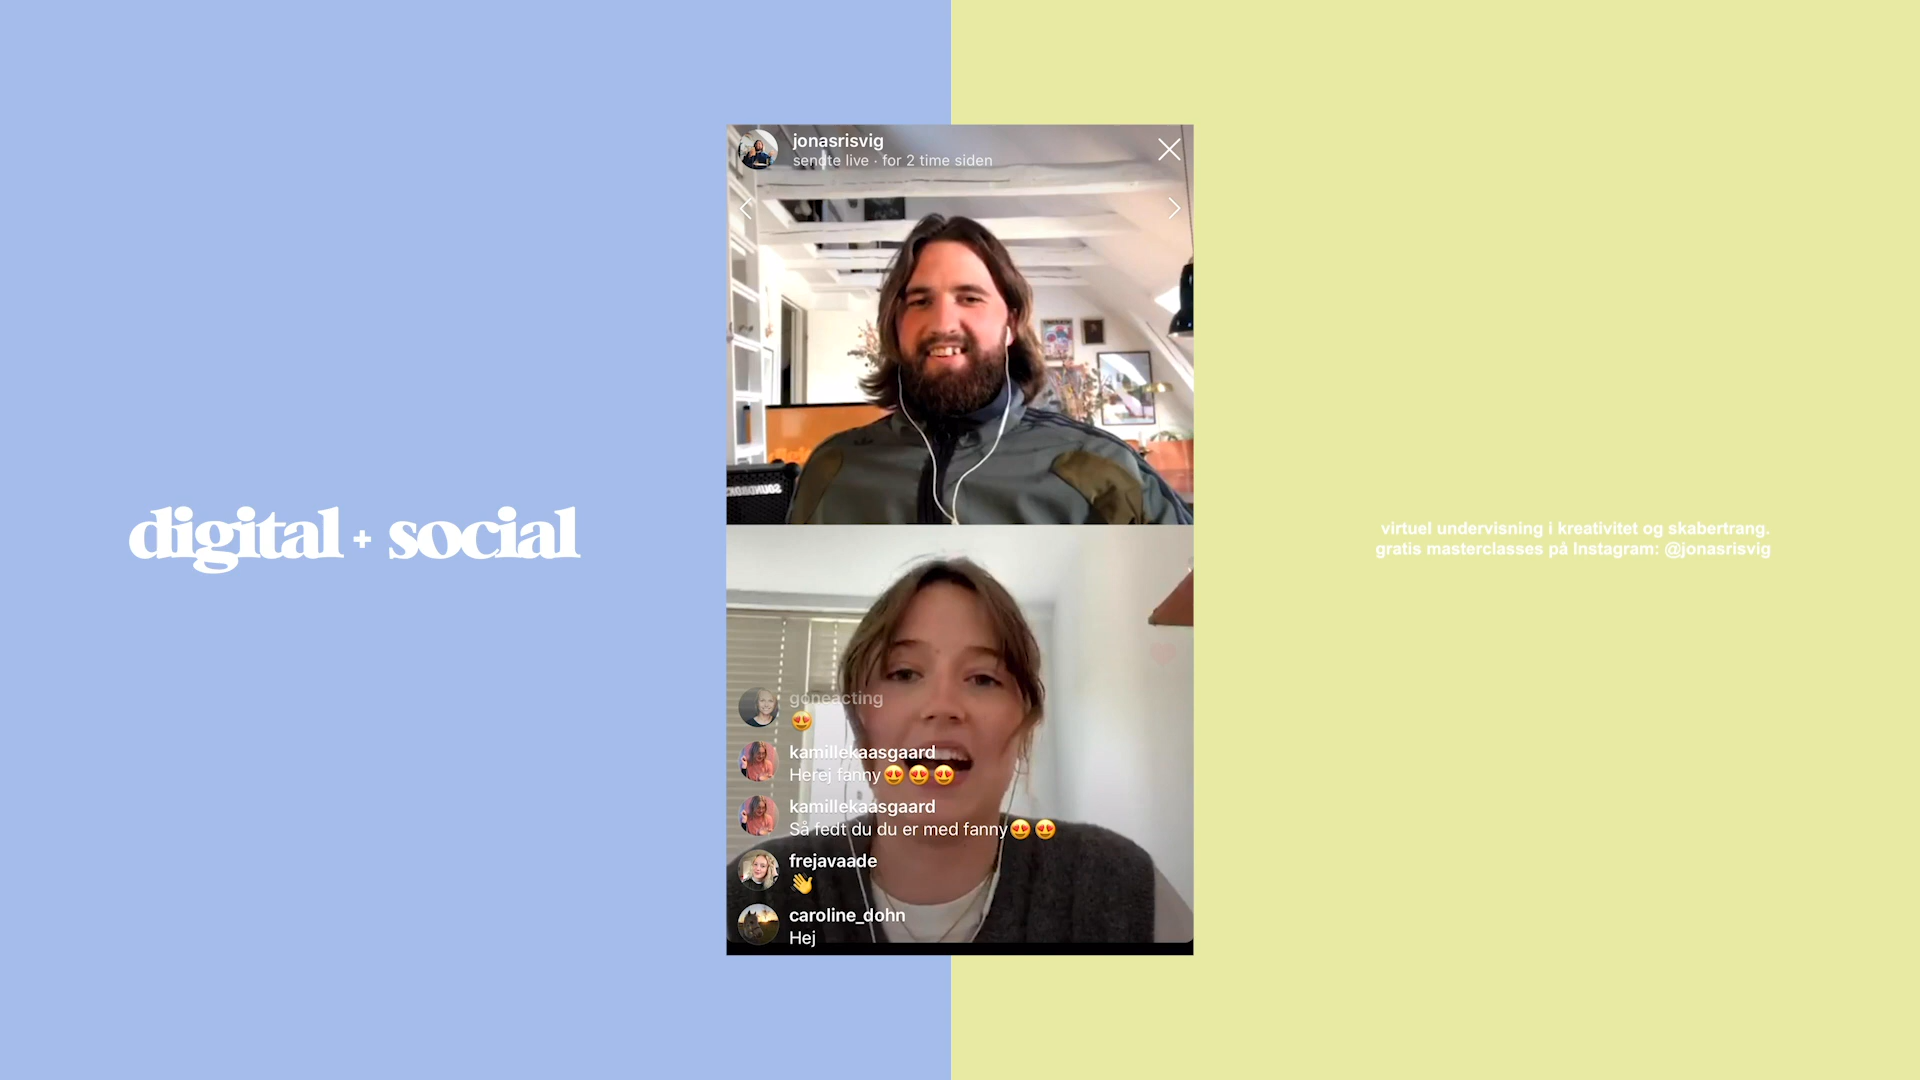 digital + social
jonasrisvig
sendte live · for 2 time siden
SOUNDBOKS
goneacting
😍
kamillekaasgaard
Herej fanny😍😍😍
kamillekaasgaard
Så fedt du du er med fanny😍😍
frejavaade
👋
caroline_dohn
Hej
virtuel undervisning i kreativitet og skabertrang.
gratis masterclasses på Instagram: @jonasrisvig